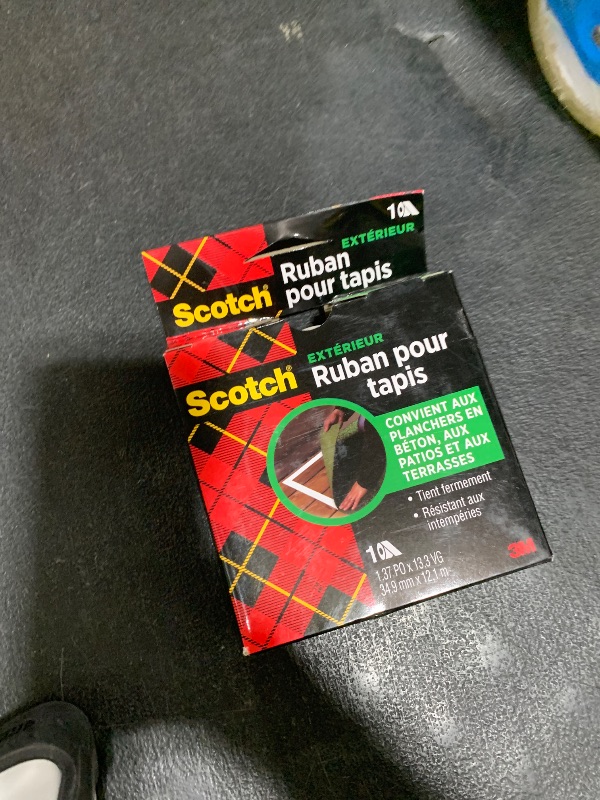 1
EXTÉRIEUR
Ruban
pour tapis
Scotch®
EXTÉRIEUR
Ruban pour
tapis
Scotch®
CONVIENT AUX
PLANCHERS EN
BÉTON, AUX
PATIOS ET AUX
TERRASSES
• Tient fermement
• Résistant aux
intempéries
1
1.37 PO x 13.3 VG
34.9 mm x 12.1 m
3M